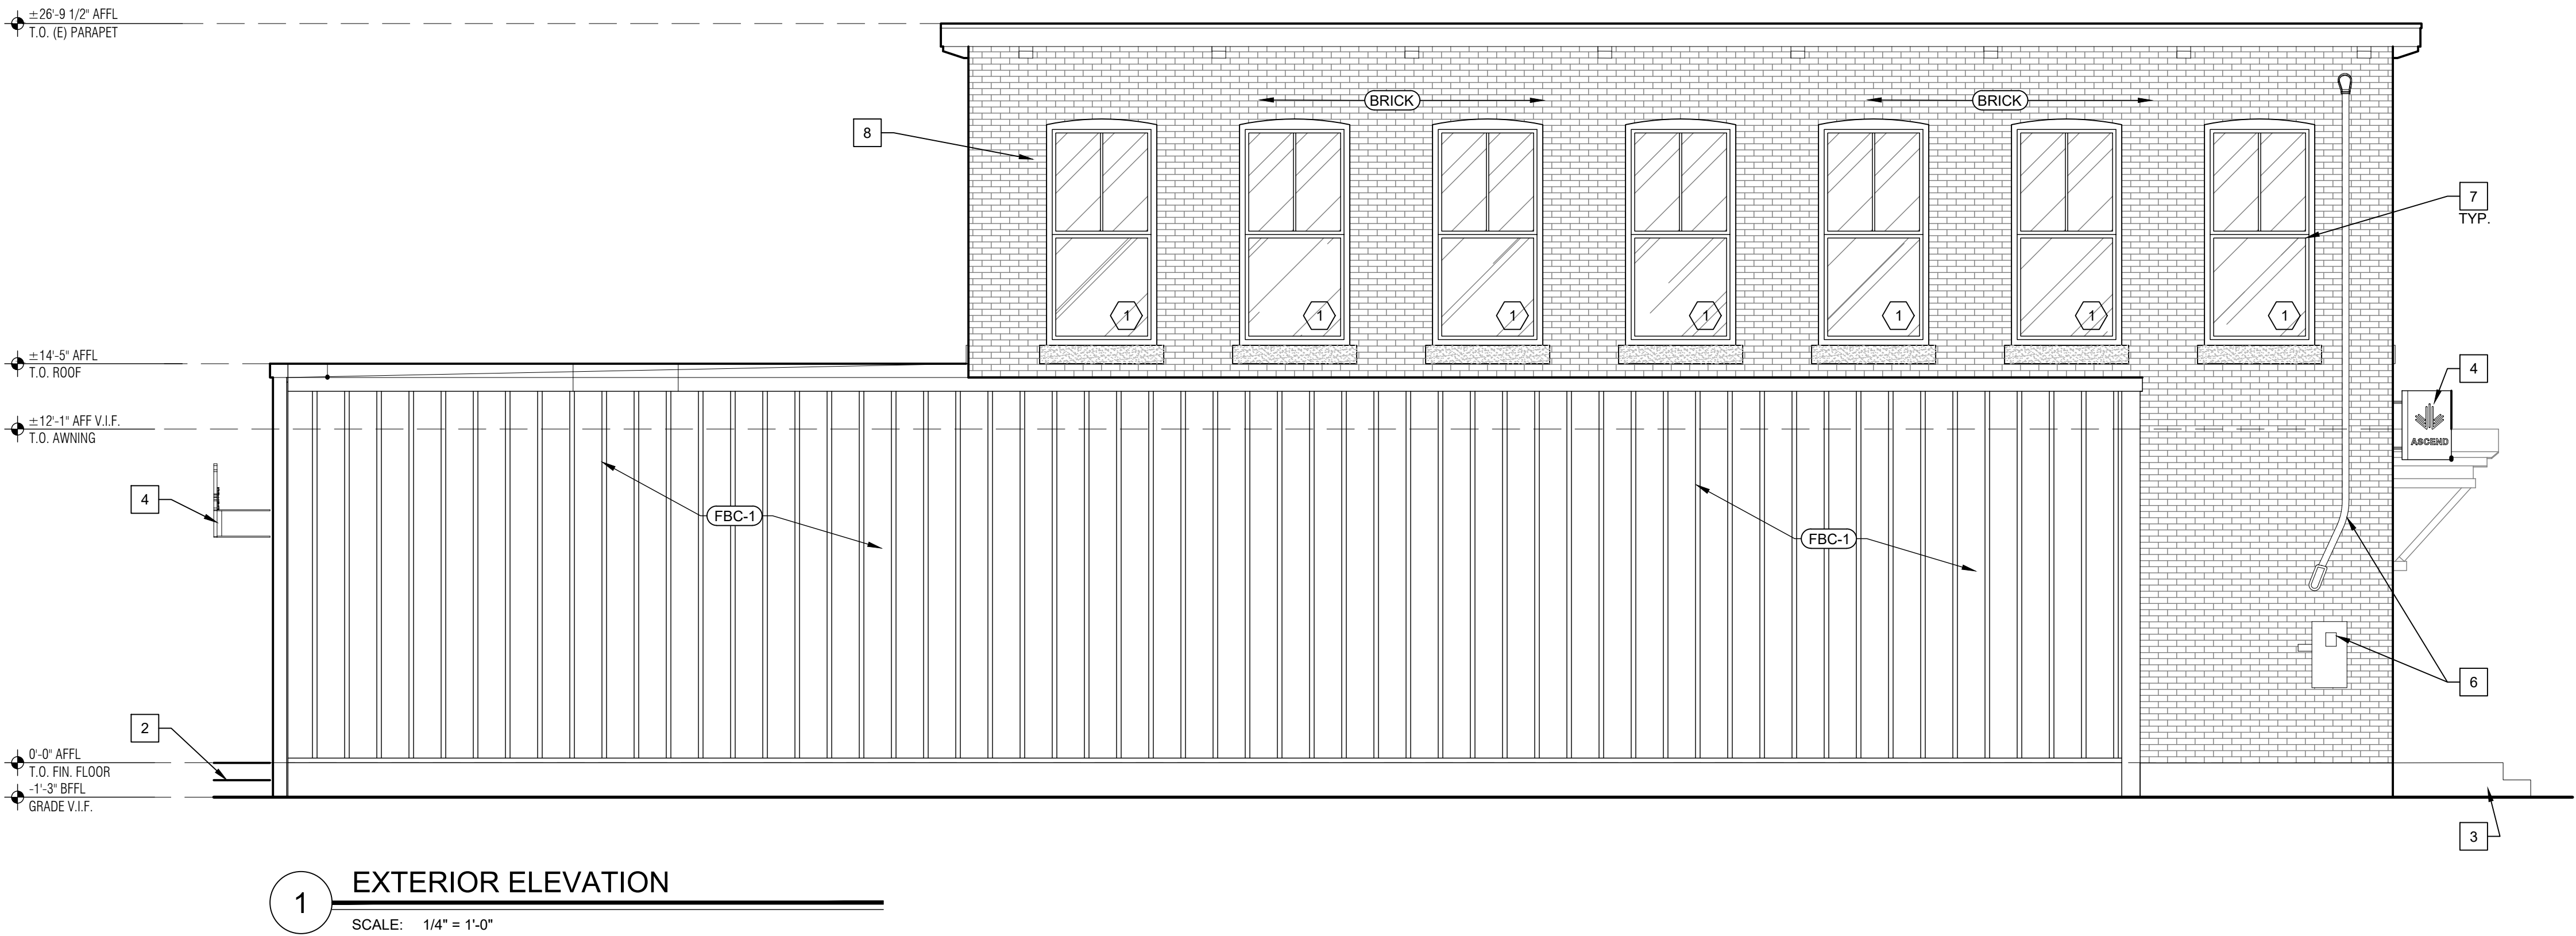 ±26'-9 1/2" AFFL
T.O. (E) PARAPET
BRICK
BRICK
8
7
TYP.
1
1
1
1
1
1
1
±14'-5" AFFL
T.O. ROOF
4
±12'-1" AFF V.I.F.
T.O. AWNING
ASCEND
4
FBC-1
FBC-1
6
2
0'-0" AFFL
T.O. FIN. FLOOR
-1'-3" BFFL
GRADE V.I.F.
3
1
EXTERIOR ELEVATION
SCALE: 1/4" = 1'-0"